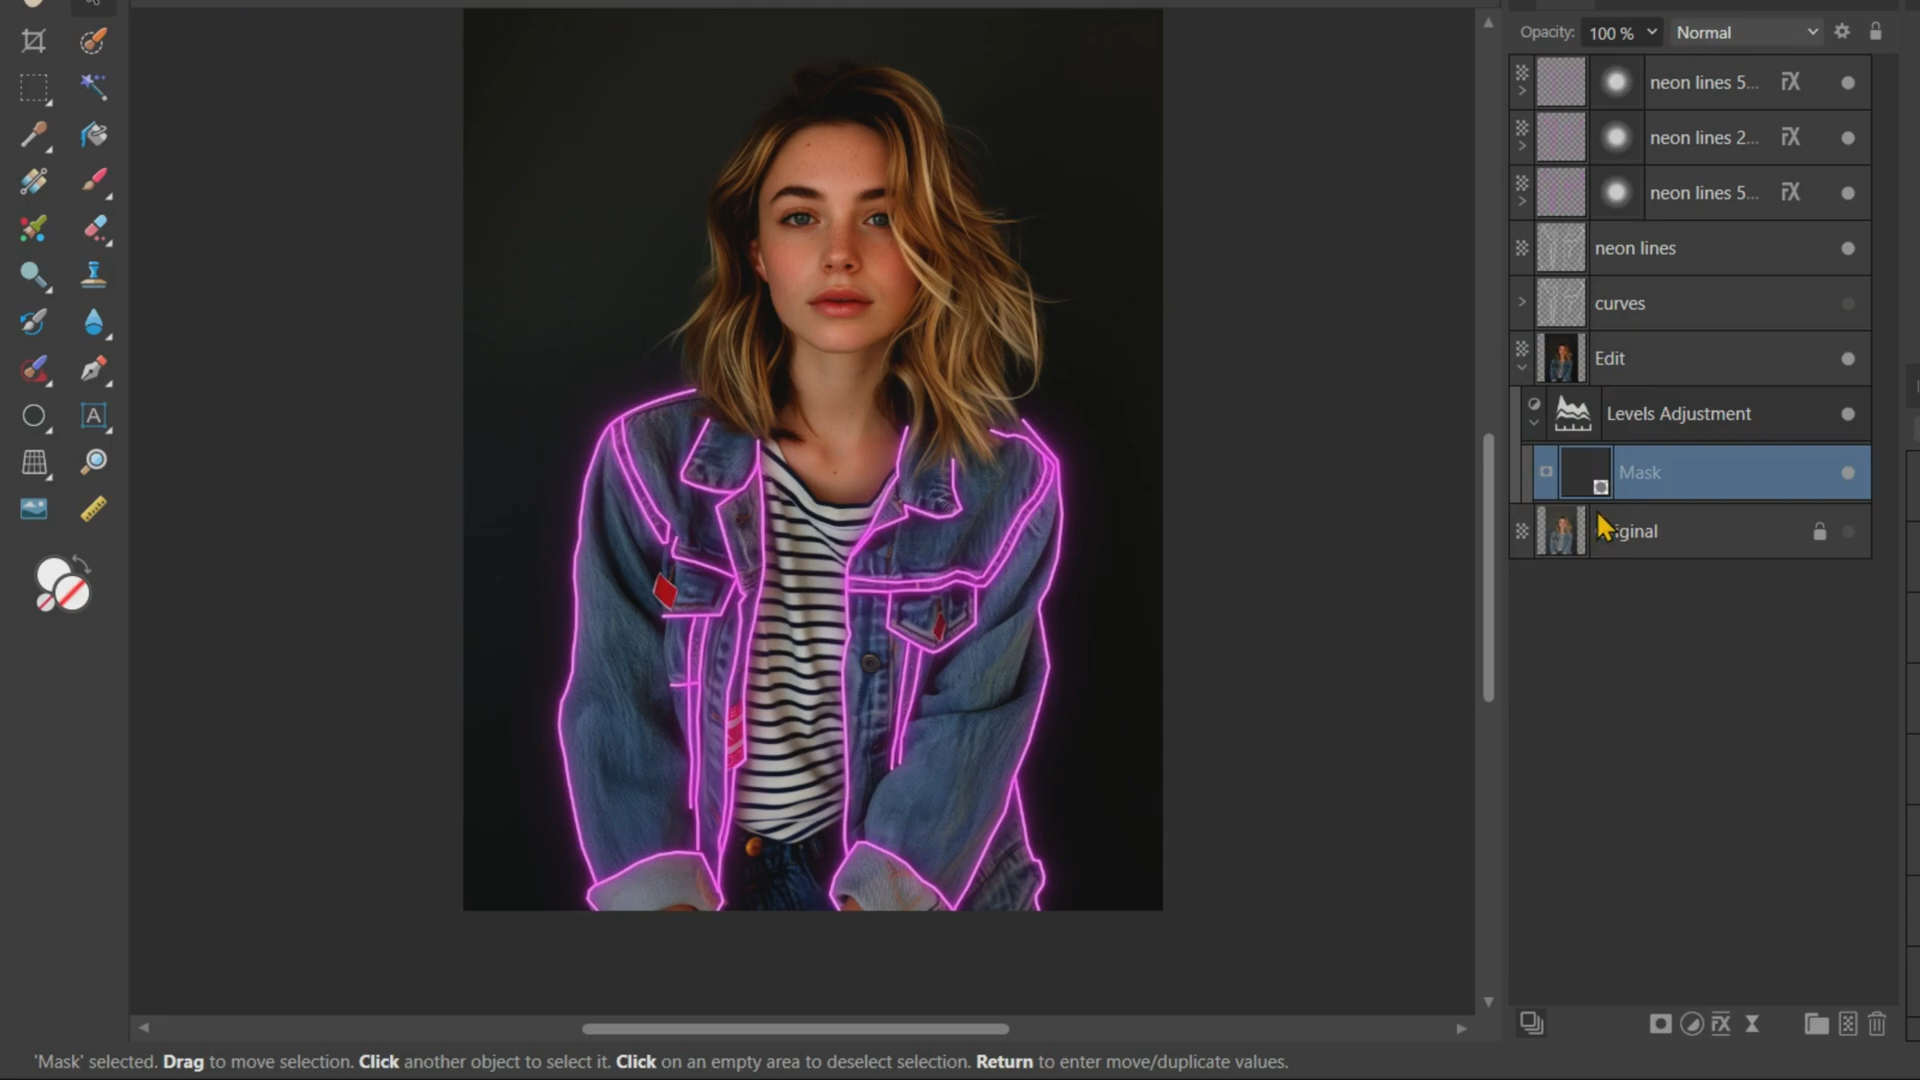 Opacity: 100 % Normal
neon lines 5...
neon lines 2...
neon lines 5...
neon lines
curves
Edit
Levels Adjustment
Mask
ginal
'Mask' selected. Drag to move selection. Click another object to select it. Click on an empty area to deselect selection. Return to enter move/duplicate values.